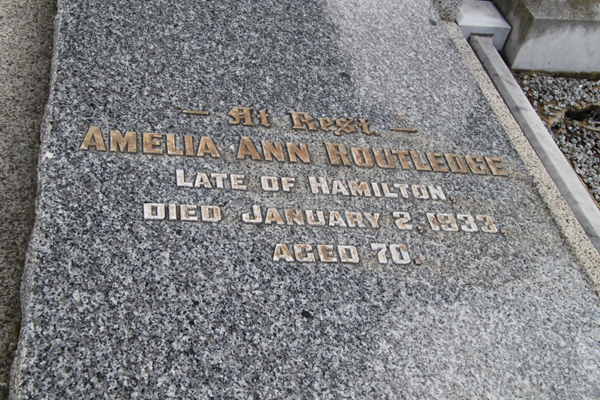 — At Rest —
AMELIA ANN ROUTLEDGE
LATE OF HAMILTON.
DIED JANUARY 2, 1933.
AGED 70.